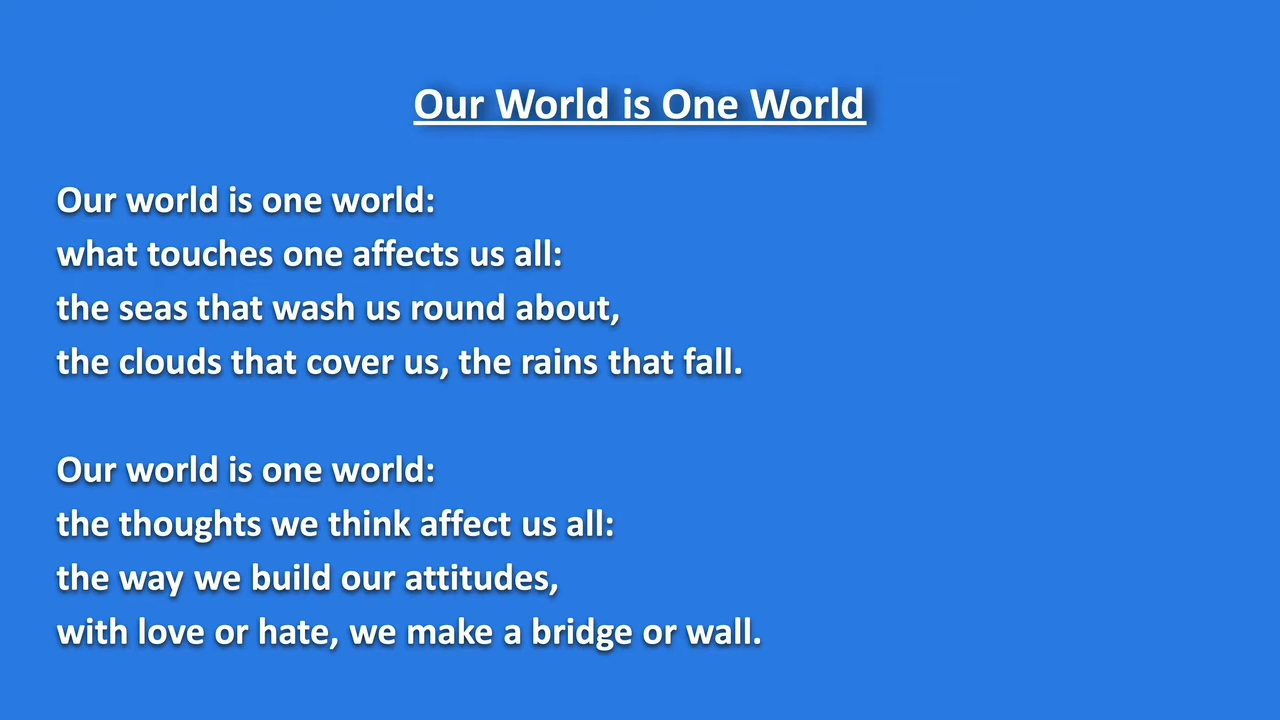 Our World is One World
Our world is one world:
what touches one affects us all:
the seas that wash us round about,
the clouds that cover us, the rains that fall.
Our world is one world:
the thoughts we think affect us all:
the way we build our attitudes,
with love or hate, we make a bridge or wall.